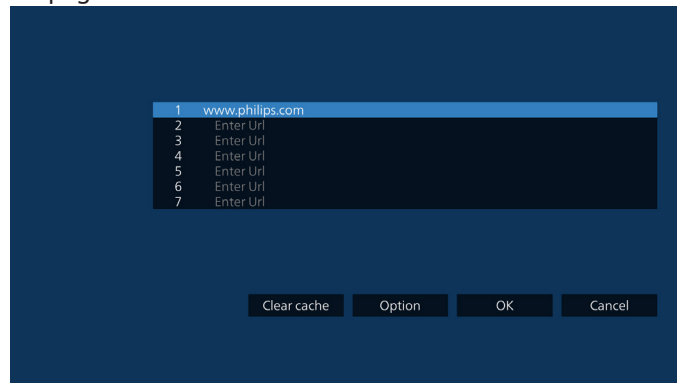 1 www.philips.com
2 Enter Url
3 Enter Url
4 Enter Url
5 Enter Url
6 Enter Url
7 Enter Url
Clear cache Option OK Cancel